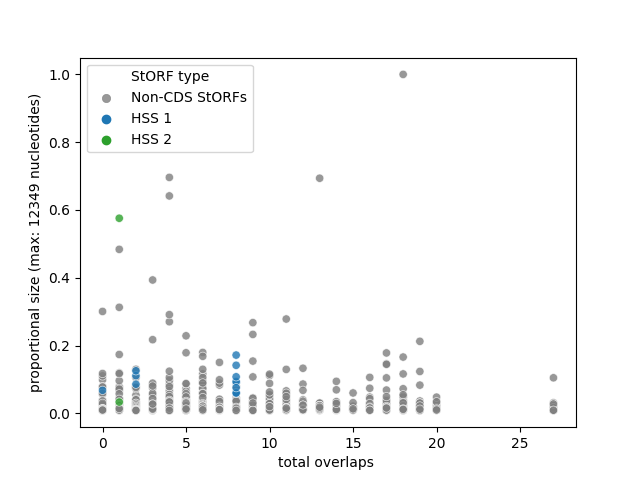 StORF type
Non-CDS StORFs
HSS 1
HSS 2
1.0
0.8
0.6
0.4
0.2
0.0
proportional size (max: 12349 nucleotides)
0 5 10 15 20 25
total overlaps